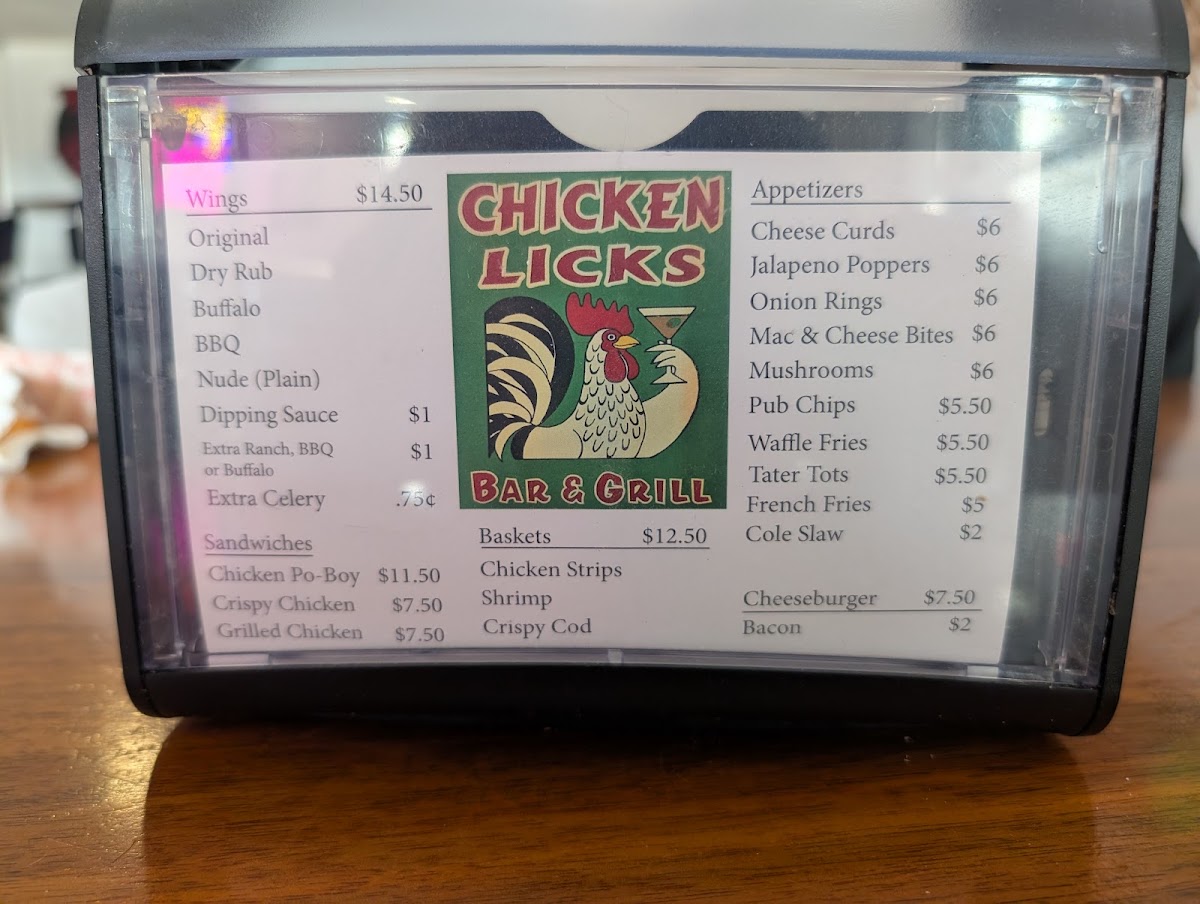 Wings $14.50
Original
Dry Rub
Buffalo
BBQ
Nude (Plain)
Dipping Sauce $1
Extra Ranch, BBQ $1
or Buffalo
Extra Celery .75¢
Sandwiches
Chicken Po-Boy $11.50
Crispy Chicken $7.50
Grilled Chicken $7.50
CHICKEN
LICKS
BAR & GRILL
Baskets $12.50
Chicken Strips
Shrimp
Crispy Cod
Appetizers
Cheese Curds $6
Jalapeno Poppers $6
Onion Rings $6
Mac & Cheese Bites $6
Mushrooms $6
Pub Chips $5.50
Waffle Fries $5.50
Tater Tots $5.50
French Fries $5
Cole Slaw $2
Cheeseburger $7.50
Bacon $2